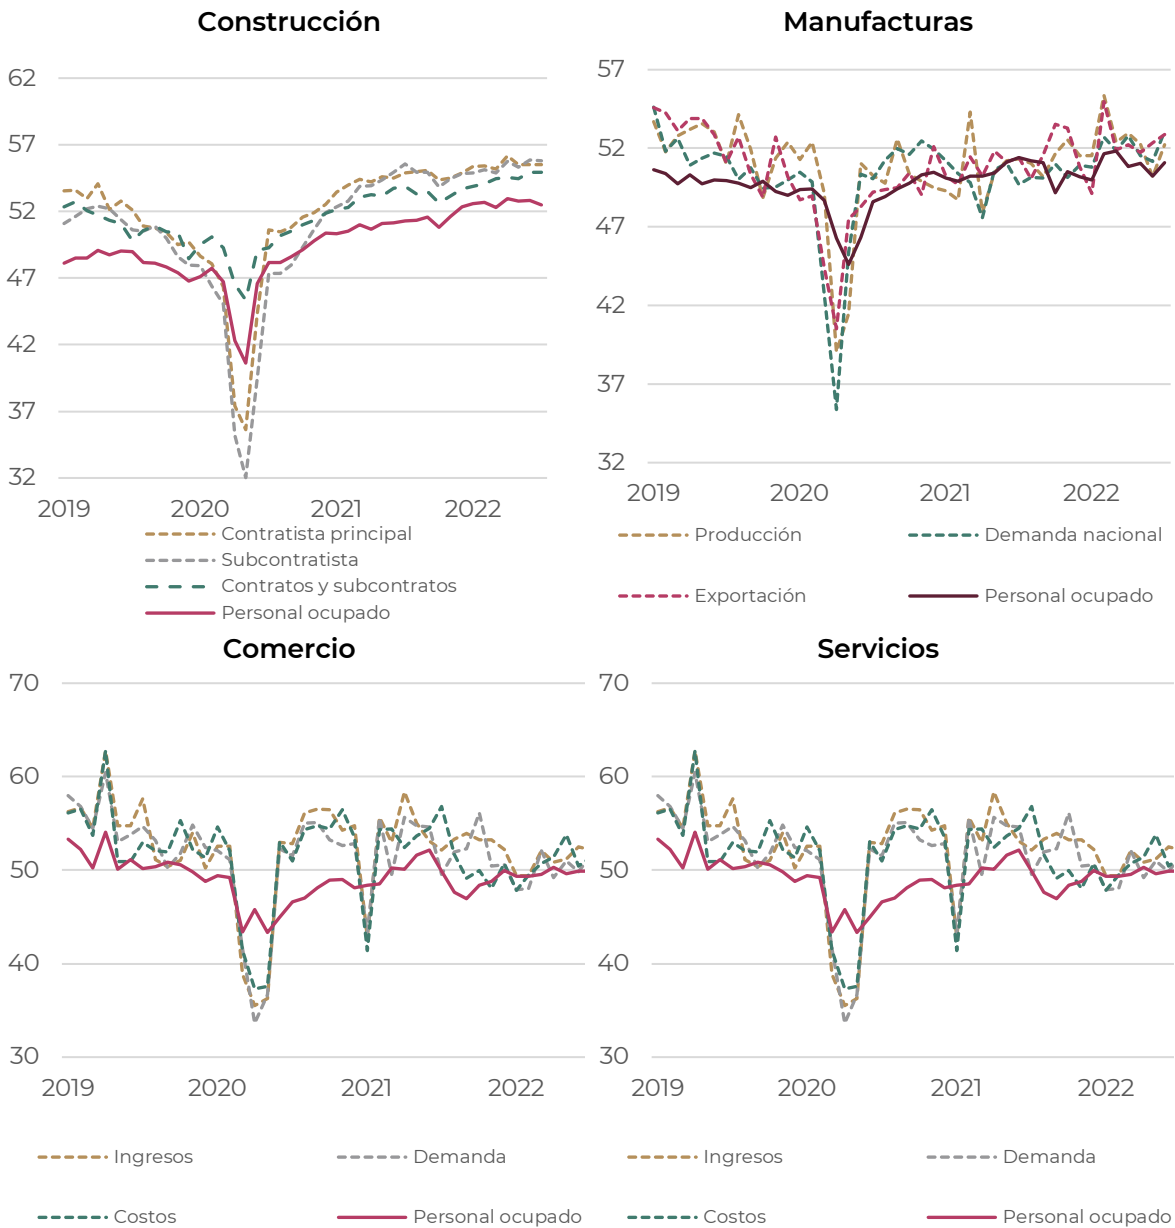 Construcción
62
57
52
47
42
37
32
2019 2020 2021 2022
Contratista principal
Subcontratista
Contratos y subcontratos
Personal ocupado
Manufacturas
57
52
47
42
37
32
2019 2020 2021 2022
Producción Demanda nacional
Exportación Personal ocupado
Comercio
70
60
50
40
30
2019 2020 2021 2022
Ingresos Demanda
Costos Personal ocupado
Servicios
70
60
50
40
30
2019 2020 2021 2022
Ingresos Demanda
Costos Personal ocupado